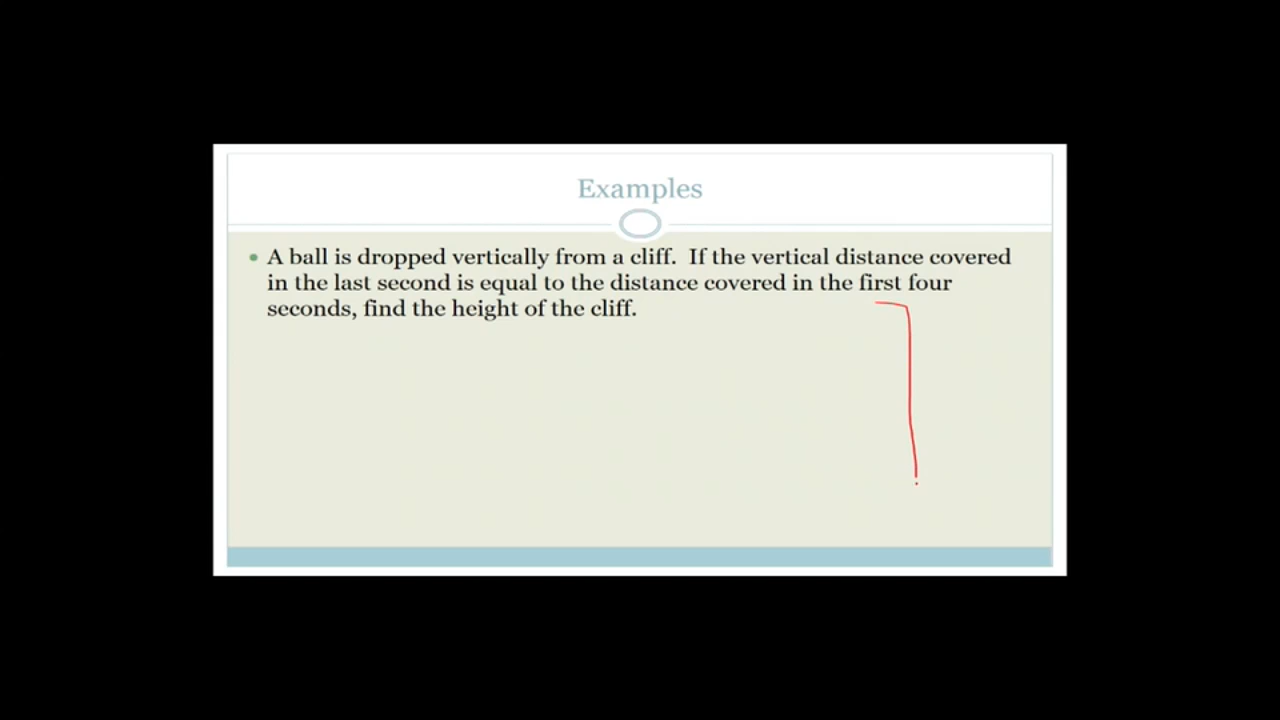 Examples
• A ball is dropped vertically from a cliff.  If the vertical distance covered
in the last second is equal to the distance covered in the first four
seconds, find the height of the cliff.